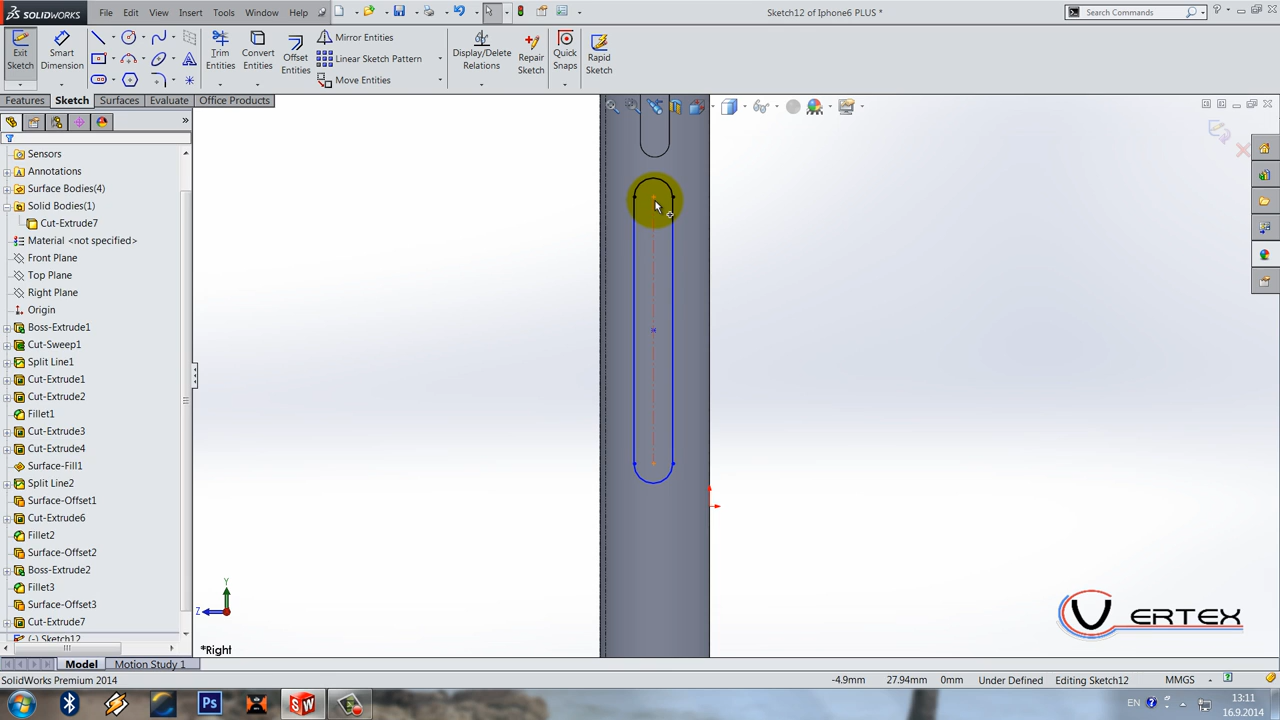 SOLIDWORKS
File Edit View Insert Tools Window Help
Sketch12 of Iphone6 PLUS *
Search Commands
Exit Sketch
Smart Dimension
Trim Entities
Convert Entities
Offset Entities
Mirror Entities
Linear Sketch Pattern
Move Entities
Display/Delete Relations
Repair Sketch
Quick Snaps
Rapid Sketch
Features Sketch Surfaces Evaluate Office Products
Sensors
Annotations
Surface Bodies(4)
Solid Bodies(1)
Cut-Extrude7
Material <not specified>
Front Plane
Top Plane
Right Plane
Origin
Boss-Extrude1
Cut-Sweep1
Split Line1
Cut-Extrude1
Cut-Extrude2
Fillet1
Cut-Extrude3
Cut-Extrude4
Surface-Fill1
Split Line2
Surface-Offset1
Cut-Extrude6
Fillet2
Surface-Offset2
Boss-Extrude2
Fillet3
Surface-Offset3
Cut-Extrude7
(-) Sketch12
Y
Z
*Right
VERTEX
Model Motion Study 1
SolidWorks Premium 2014
-4.9mm 27.94mm 0mm Under Defined Editing Sketch12 MMGS
Ps
SW
EN
13:11
16.9.2014